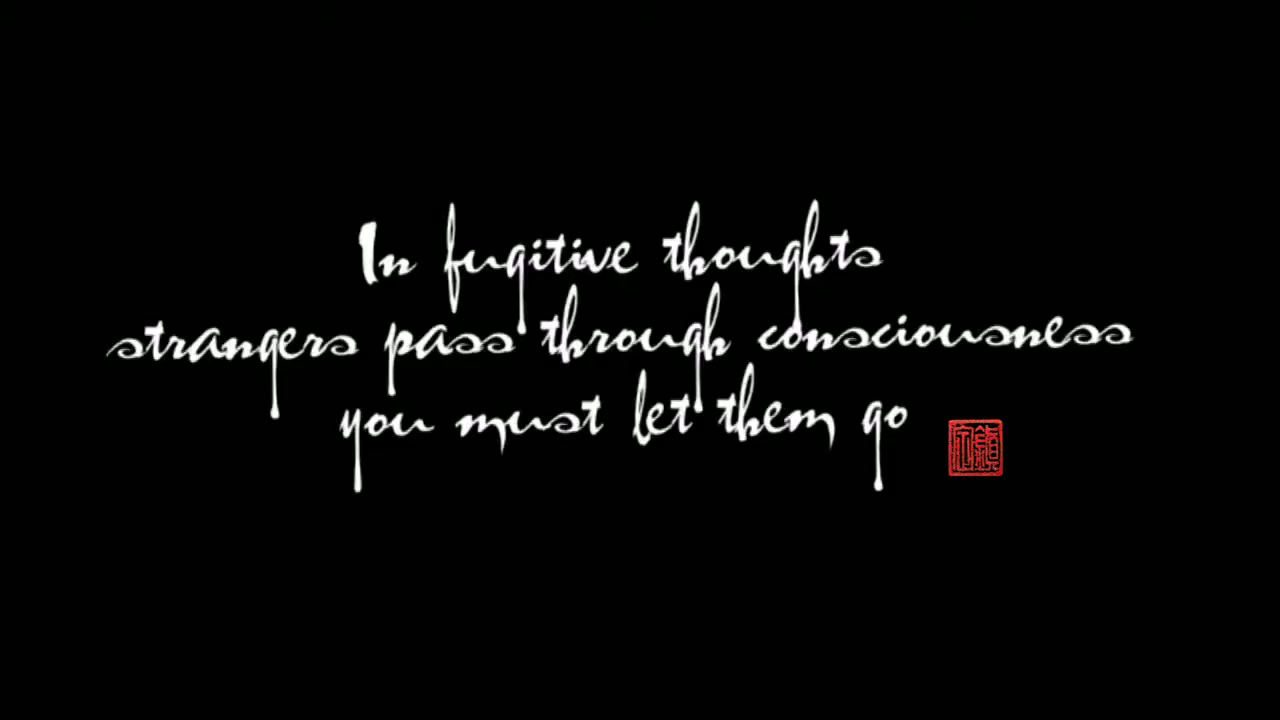 In fugitive thoughts
strangers pass through consciousness
you must let them go